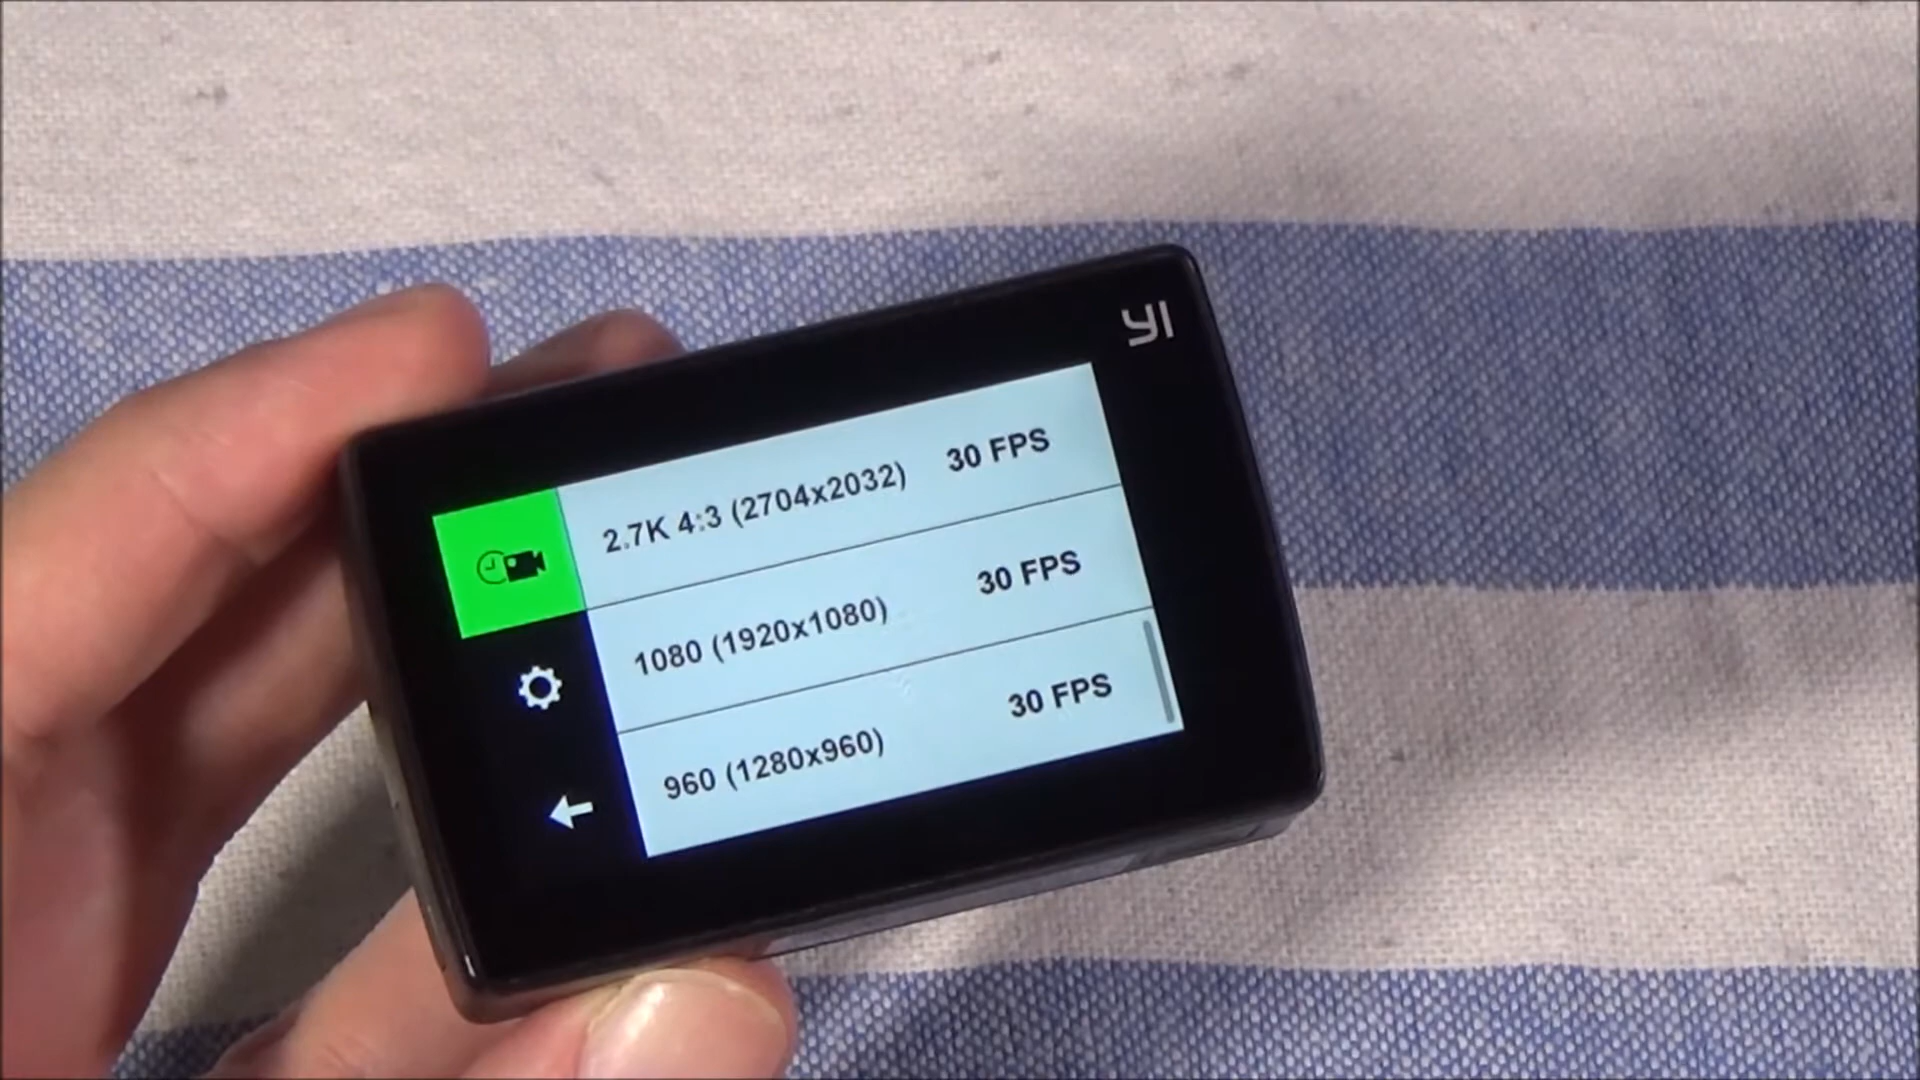 YI
2.7K 4:3 (2704x2032) 30 FPS
1080 (1920x1080) 30 FPS
960 (1280x960) 30 FPS